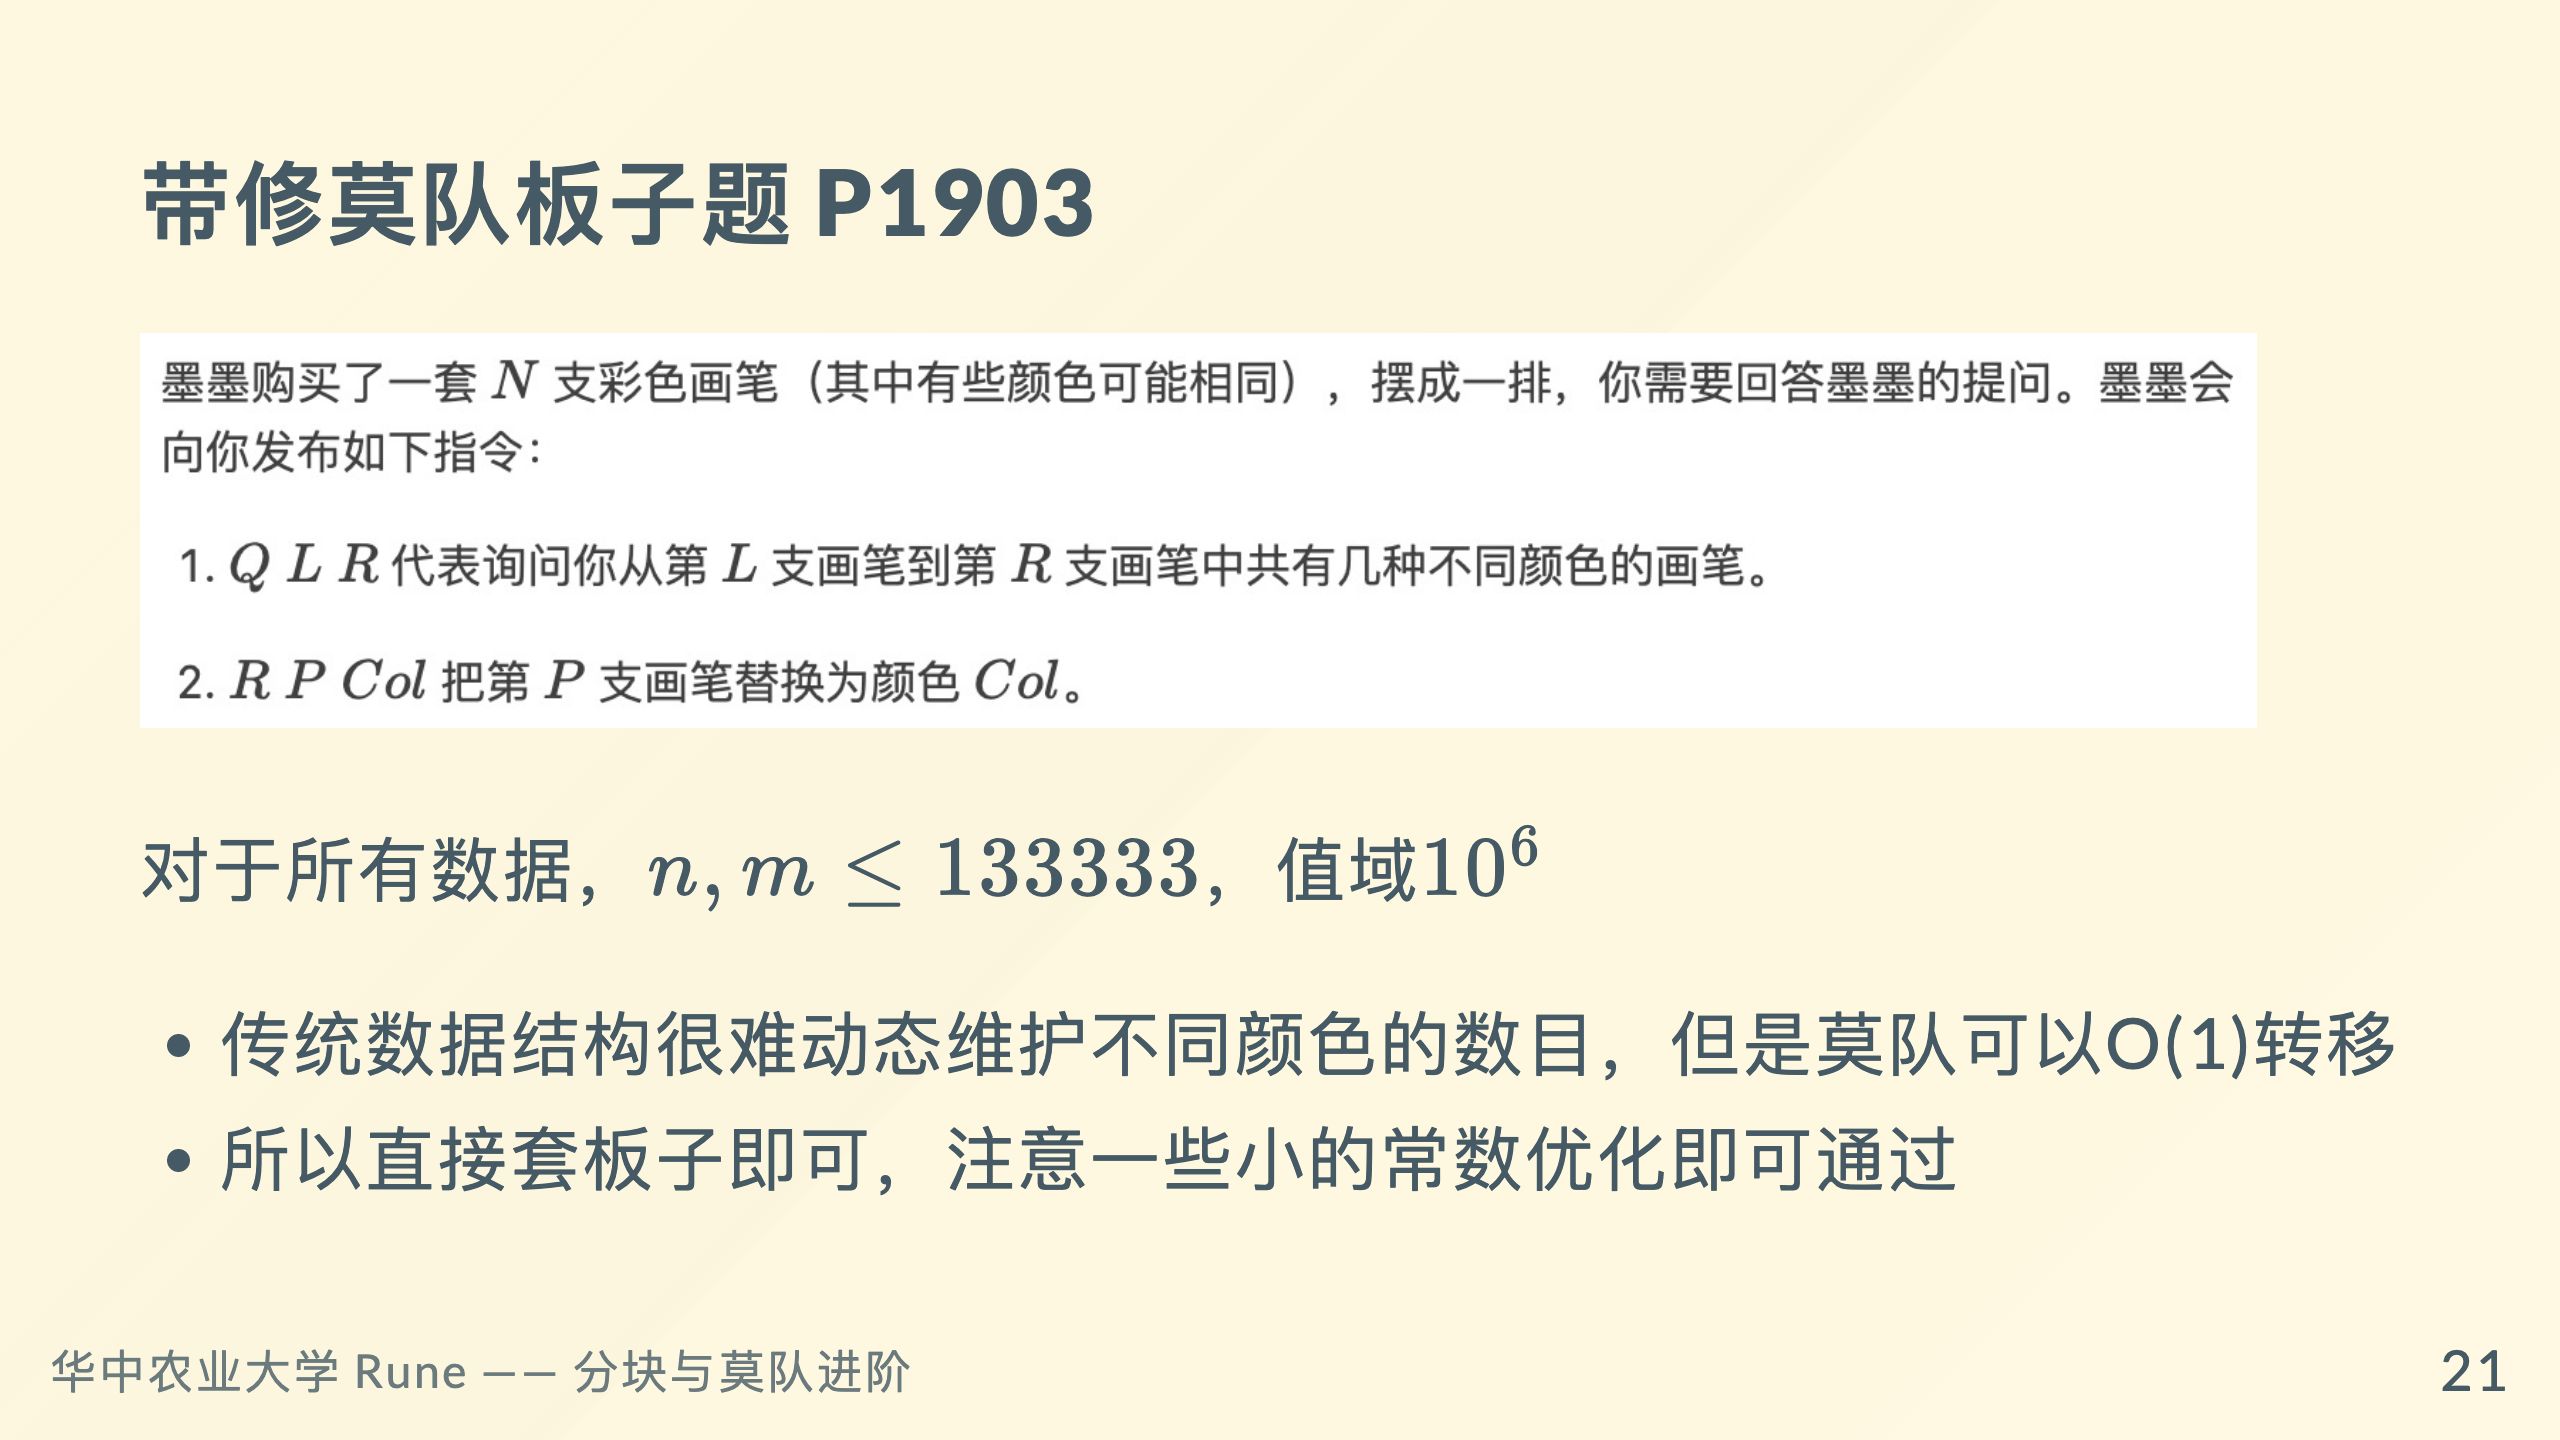 带修莫队板子题 P1903
墨墨购买了一套 N 支彩色画笔（其中有些颜色可能相同），摆成一排，你需要回答墨墨的提问。墨墨会
向你发布如下指令：
1. Q L R 代表询问你从第 L 支画笔到第 R 支画笔中共有几种不同颜色的画笔。
2. R P Col 把第 P 支画笔替换为颜色 Col。
对于所有数据，n, m ≤ 133333，值域10^6
• 传统数据结构很难动态维护不同颜色的数目，但是莫队可以O(1)转移
• 所以直接套板子即可，注意一些小的常数优化即可通过
华中农业大学 Rune —— 分块与莫队进阶
21